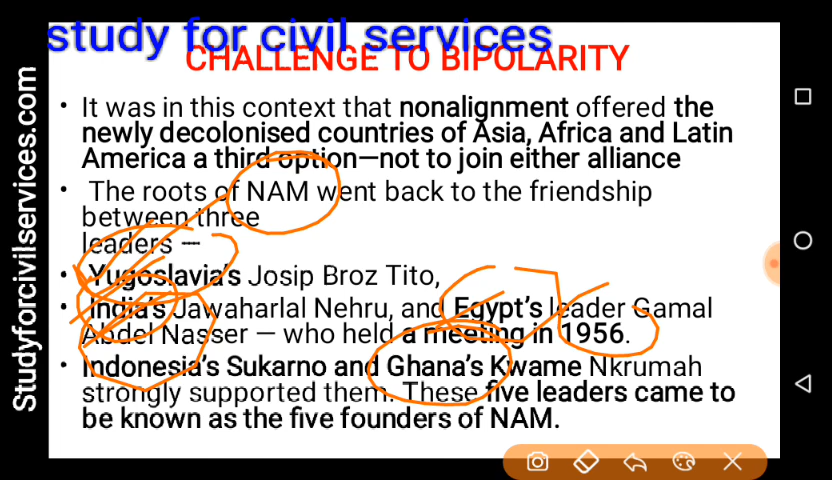 study for civil services
CHALLENGE TO BIPOLARITY
• It was in this context that nonalignment offered the
newly decolonised countries of Asia, Africa and Latin
America a third option—not to join either alliance
• The roots of NAM went back to the friendship
between three
leaders —
• Yugoslavia's Josip Broz Tito,
• India's Jawaharlal Nehru, and Egypt's leader Gamal
Abdel Nasser — who held a meeting in 1956.
• Indonesia's Sukarno and Ghana's Kwame Nkrumah
strongly supported them. These five leaders came to
be known as the five founders of NAM.
Studyforcivilservices.com